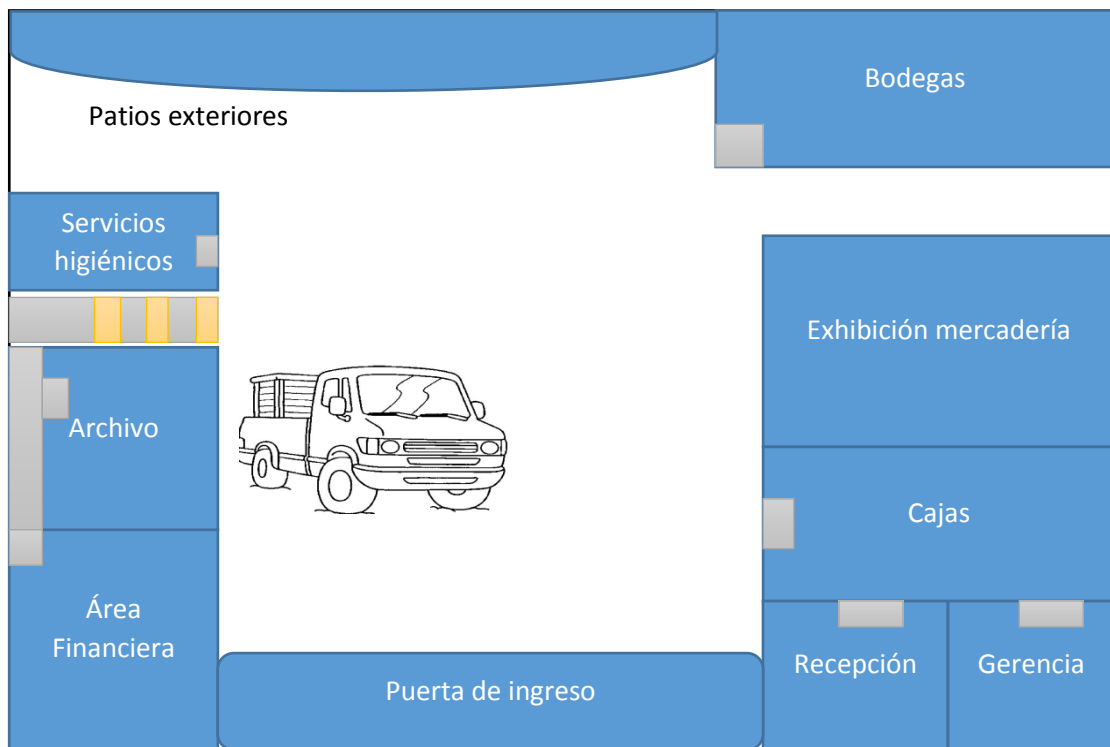 Bodegas
Patios exteriores
Servicios
higiénicos
Exhibición mercadería
Archivo
Cajas
Área
Financiera
Puerta de ingreso
Recepción
Gerencia